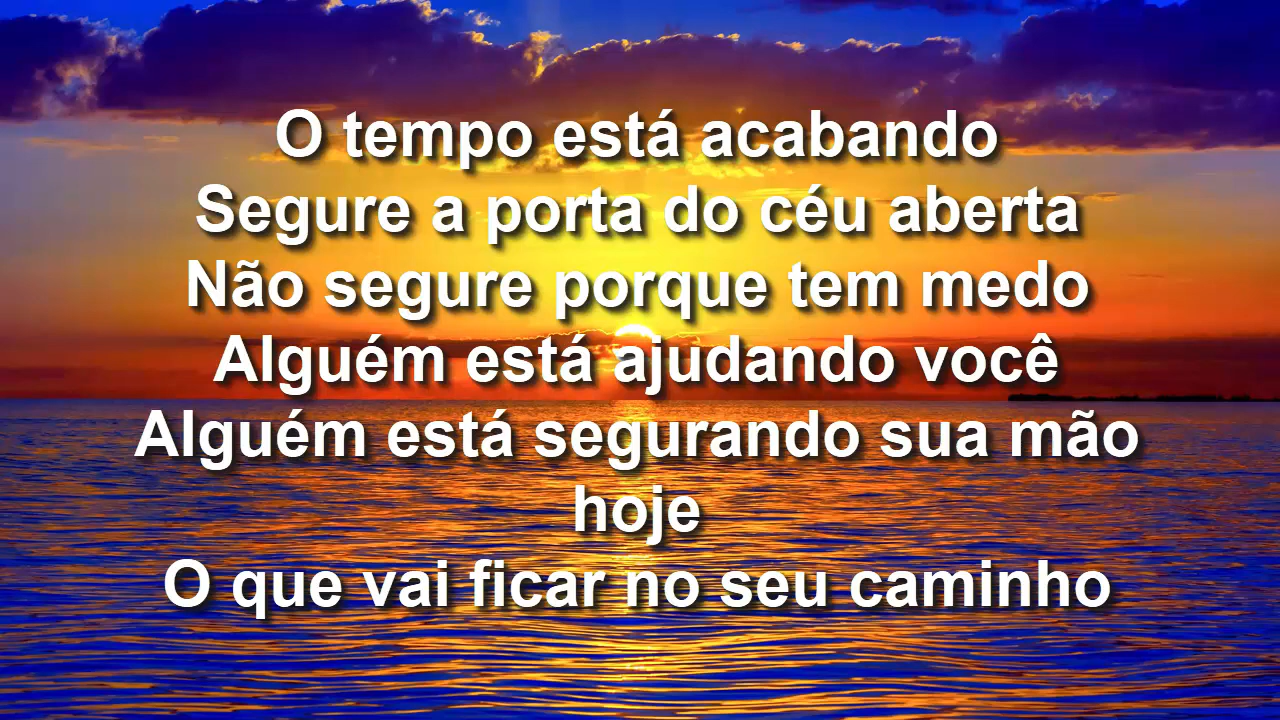 O tempo está acabando
Segure a porta do céu aberta
Não segure porque tem medo
Alguém está ajudando você
Alguém está segurando sua mão
hoje
O que vai ficar no seu caminho